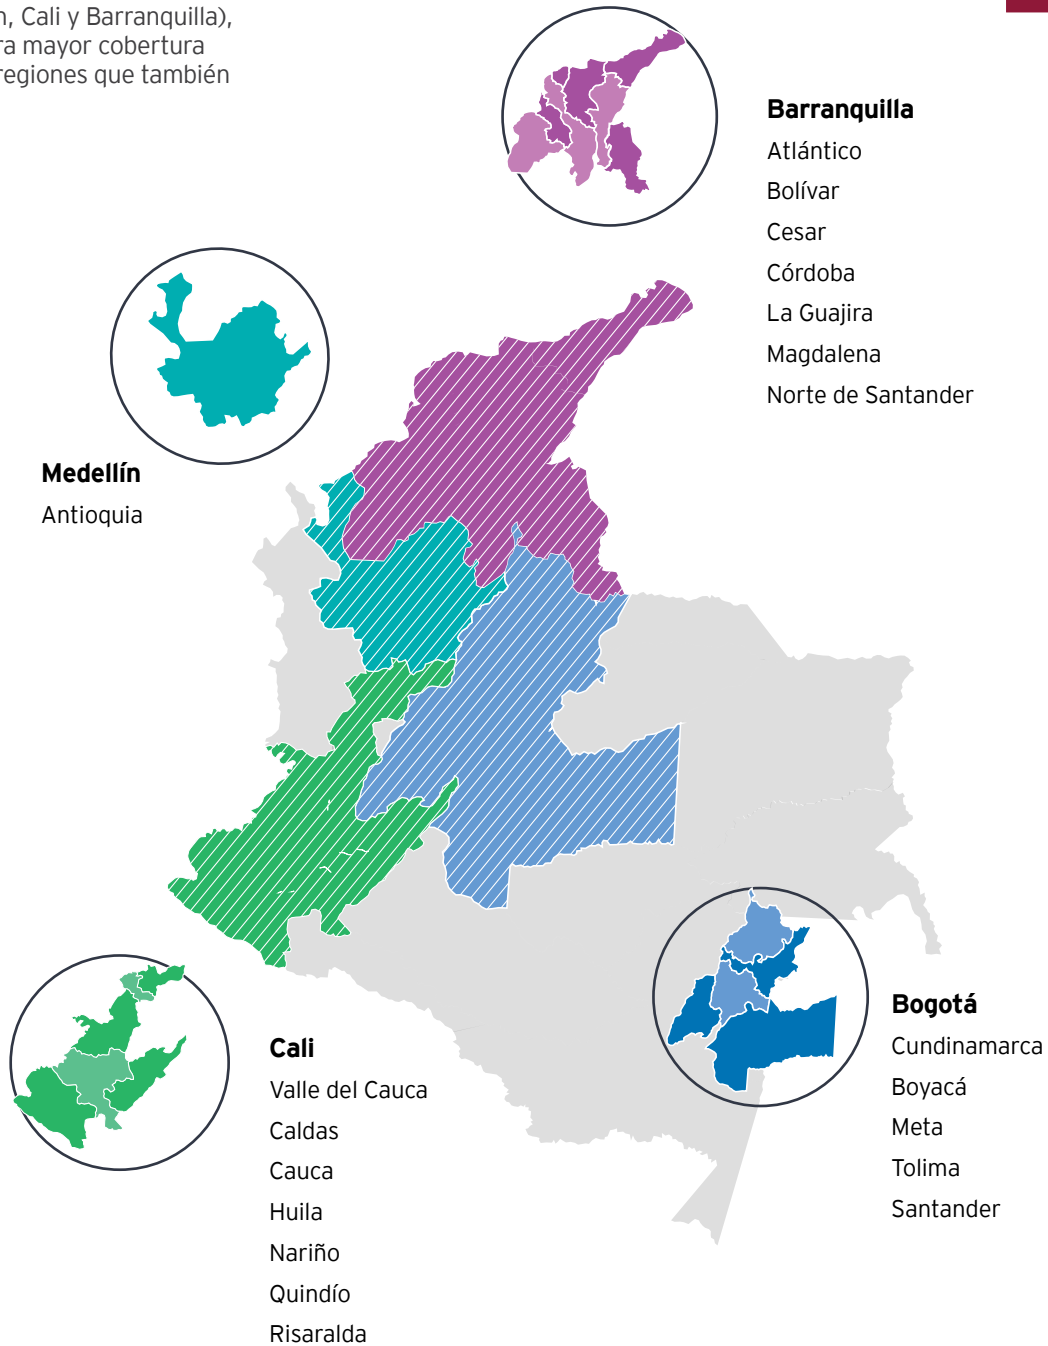 Cali y Barranquilla),
mayor cobertura
regiones que también
Barranquilla
Atlántico
Bolívar
Cesar
Córdoba
La Guajira
Magdalena
Norte de Santander
Medellín
Antioquia
Bogotá
Cundinamarca
Boyacá
Meta
Tolima
Santander
Cali
Valle del Cauca
Caldas
Cauca
Huila
Nariño
Quindío
Risaralda